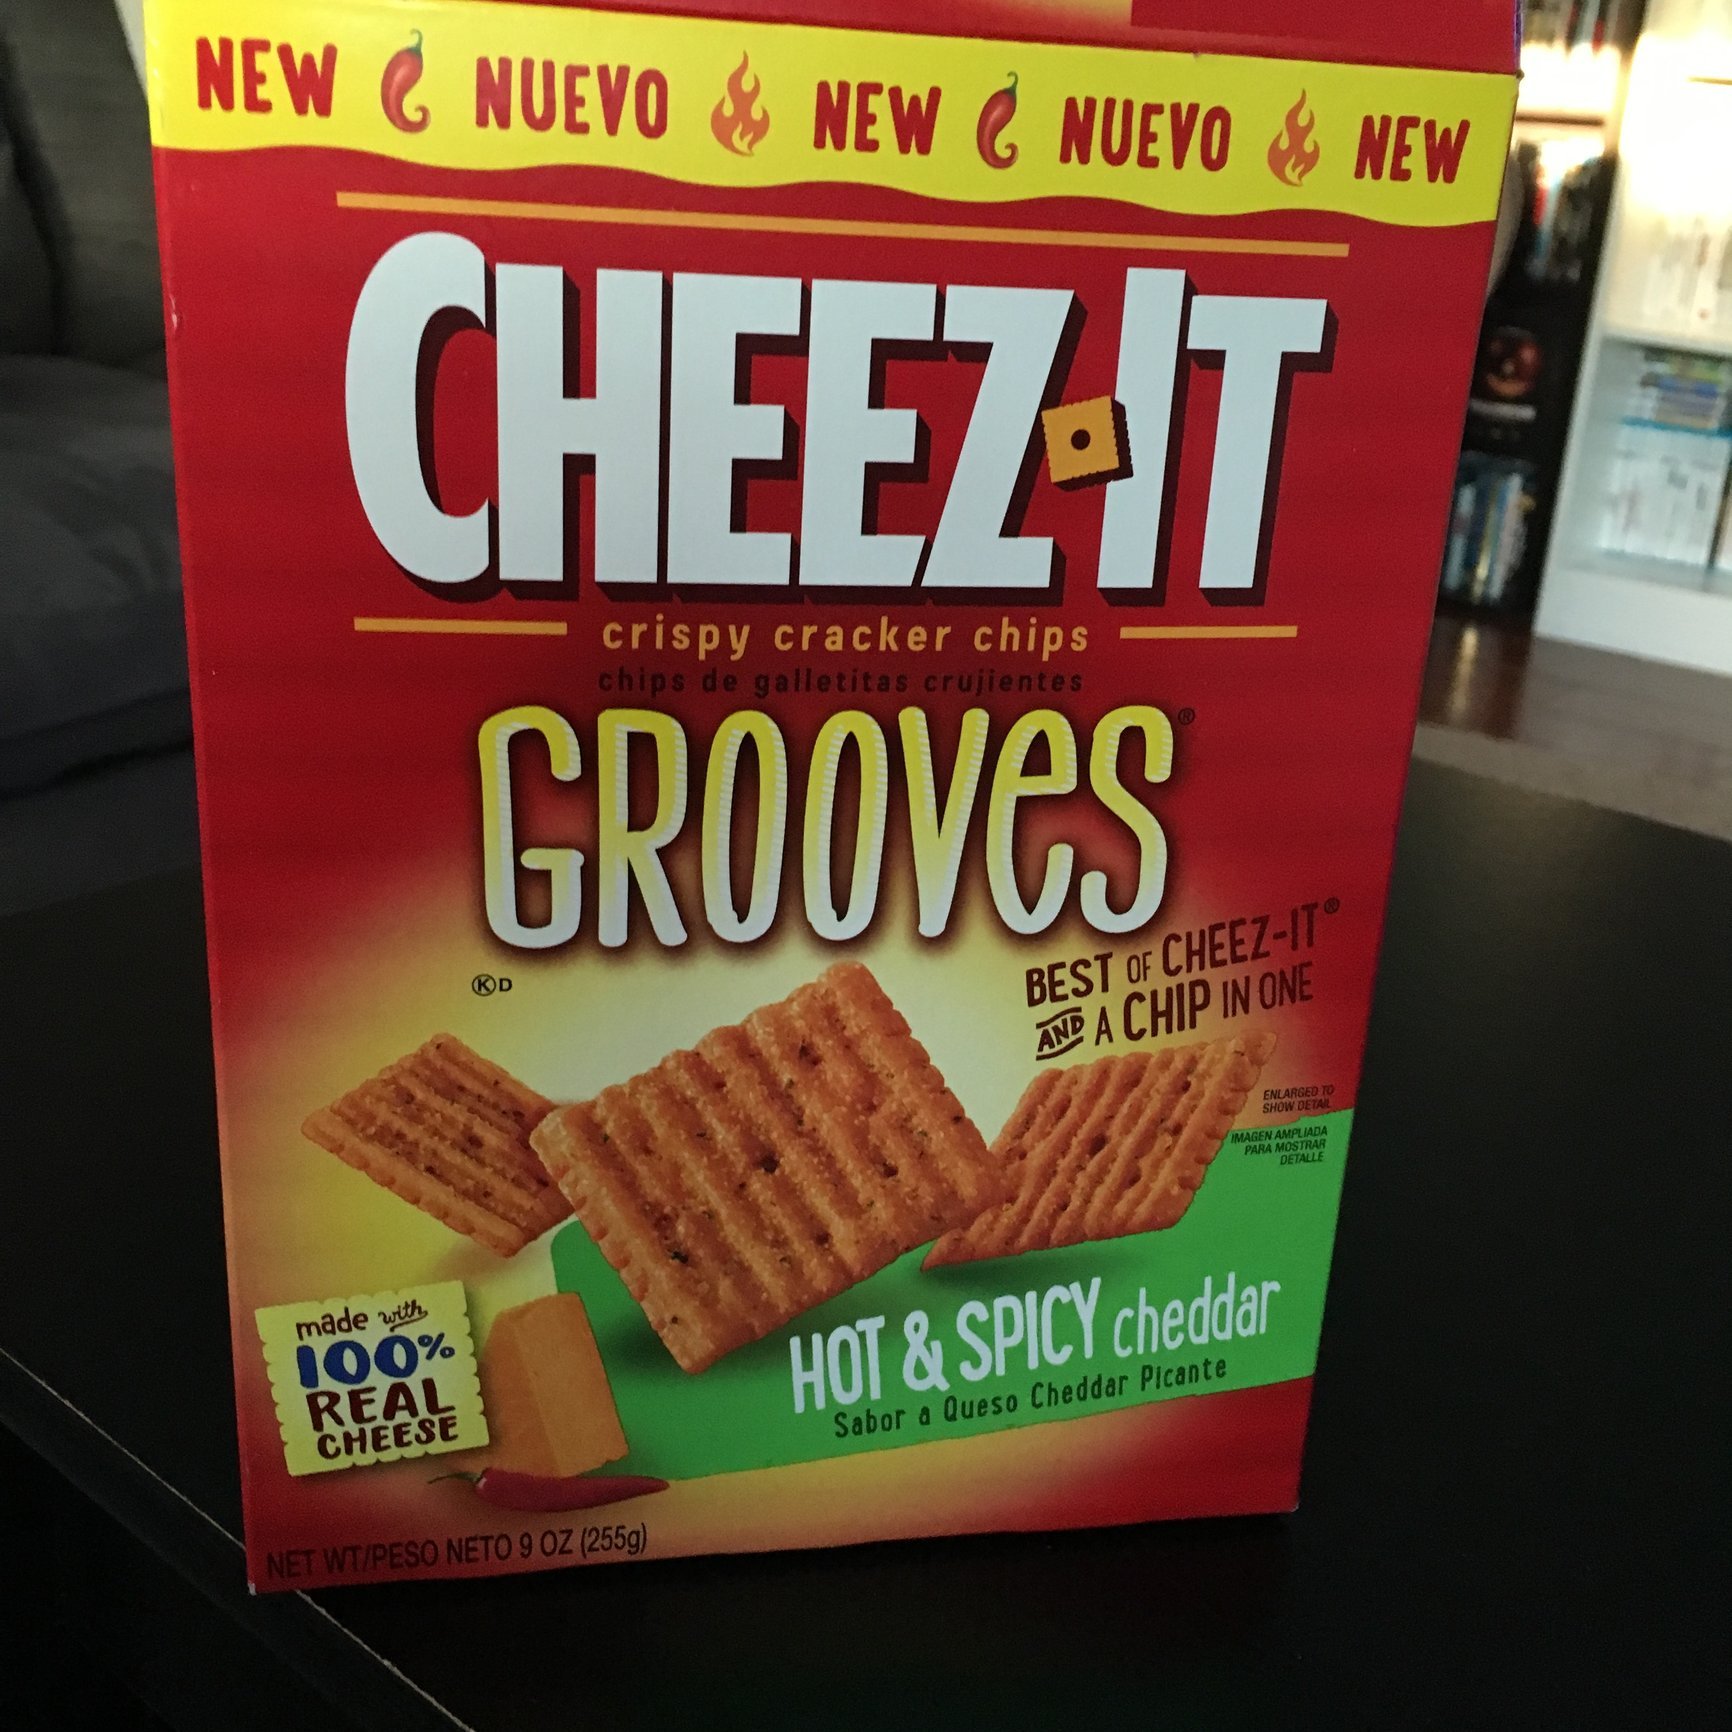 NEW NUEVO NEW NUEVO NEW
CHEEZ-IT
crispy cracker chips
chips de galletitas crujientes
GROOVES®
KD
BEST OF CHEEZ-IT®
AND A CHIP IN ONE
ENLARGED TO
SHOW DETAIL
IMAGEN AMPLIADA
PARA MOSTRAR
DETALLE
HOT & SPICY cheddar
Sabor a Queso Cheddar Picante
made with
100%
REAL
CHEESE
NET WT/PESO NETO 9 OZ (255g)